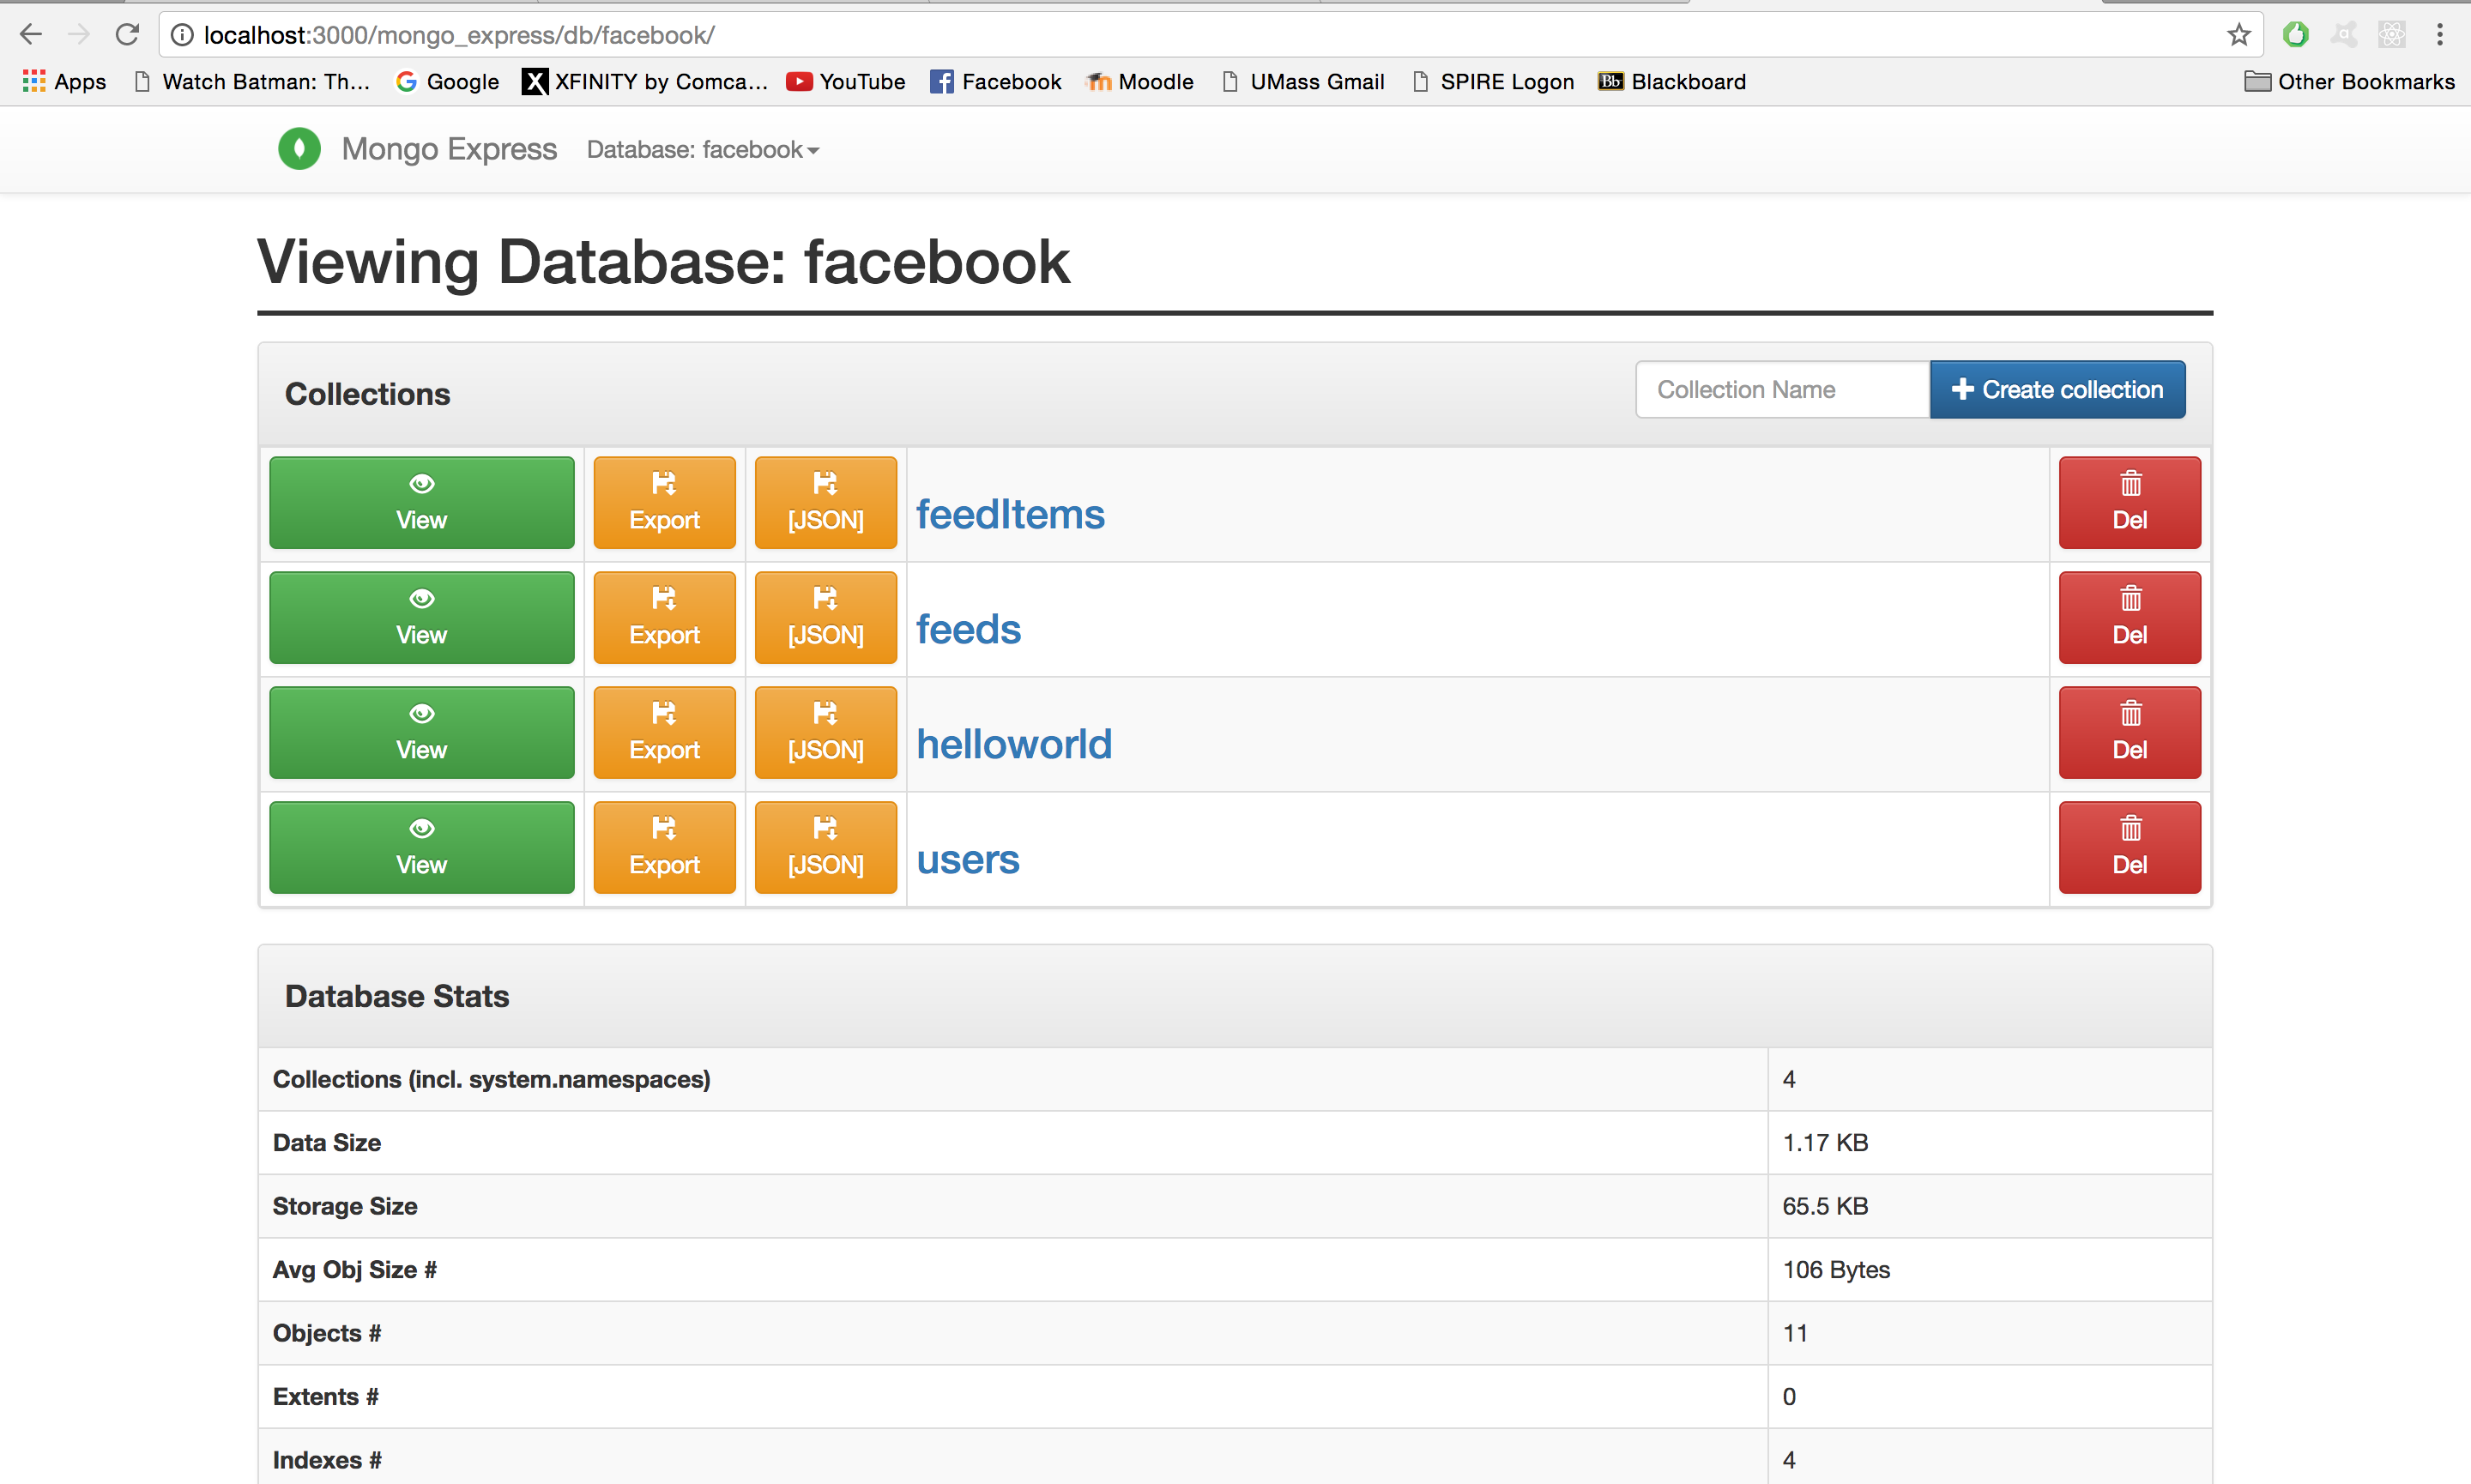 localhost:3000/mongo_express/db/facebook/
Apps Watch Batman: Th... Google XFINITY by Comca... YouTube Facebook Moodle UMass Gmail SPIRE Logon Bb Blackboard Other Bookmarks
Mongo Express Database: facebook
Viewing Database: facebook
Collections Collection Name Create collection
View Export [JSON] feedItems Del
View Export [JSON] feeds Del
View Export [JSON] helloworld Del
View Export [JSON] users Del
Database Stats
Collections (incl. system.namespaces) 4
Data Size 1.17 KB
Storage Size 65.5 KB
Avg Obj Size # 106 Bytes
Objects # 11
Extents # 0
Indexes # 4